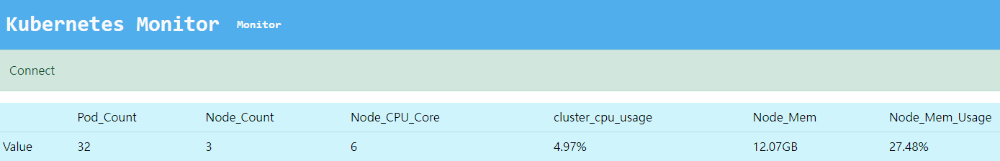 Kubernetes Monitor Monitor
Connect
Pod_Count Node_Count Node_CPU_Core cluster_cpu_usage Node_Mem Node_Mem_Usage
Value 32 3 6 4.97% 12.07GB 27.48%